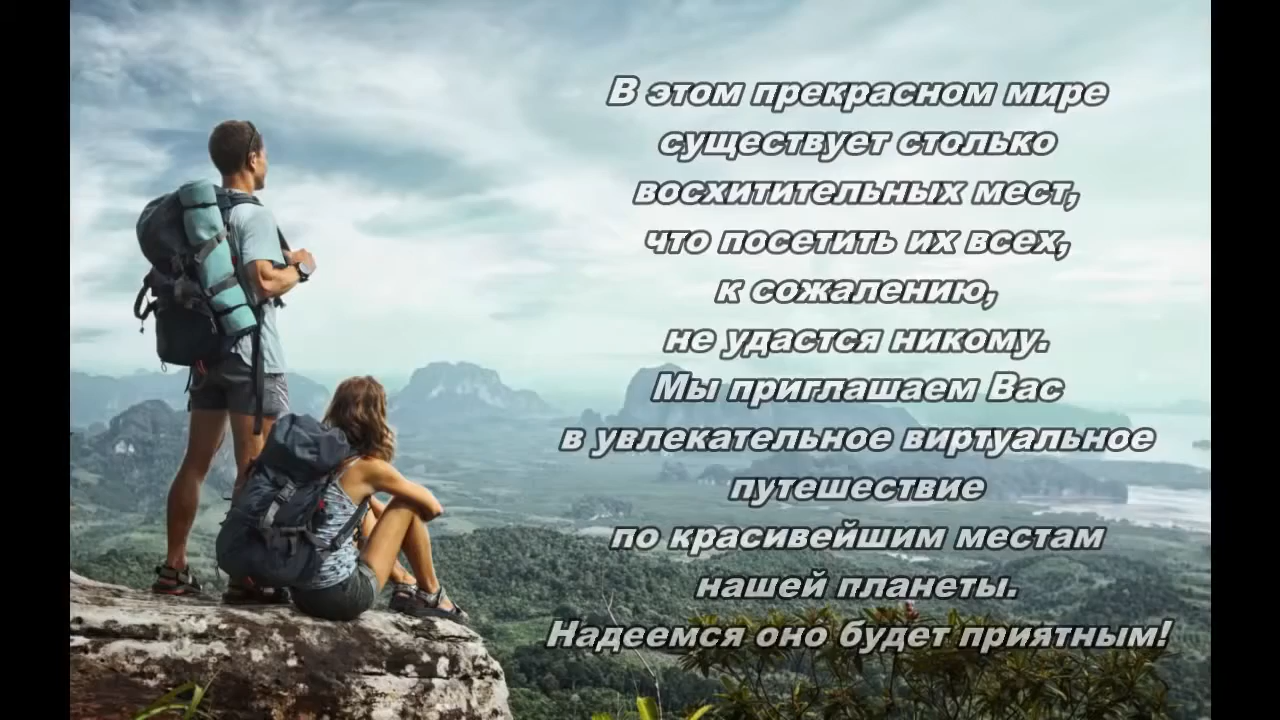 В этом прекрасном мире
существует столько
восхитительных мест,
что посетить их всех,
к сожалению,
не удастся никому.
Мы приглашаем Вас
в увлекательное виртуальное
путешествие
по красивейшим местам
нашей планеты.
Надеемся оно будет приятным!